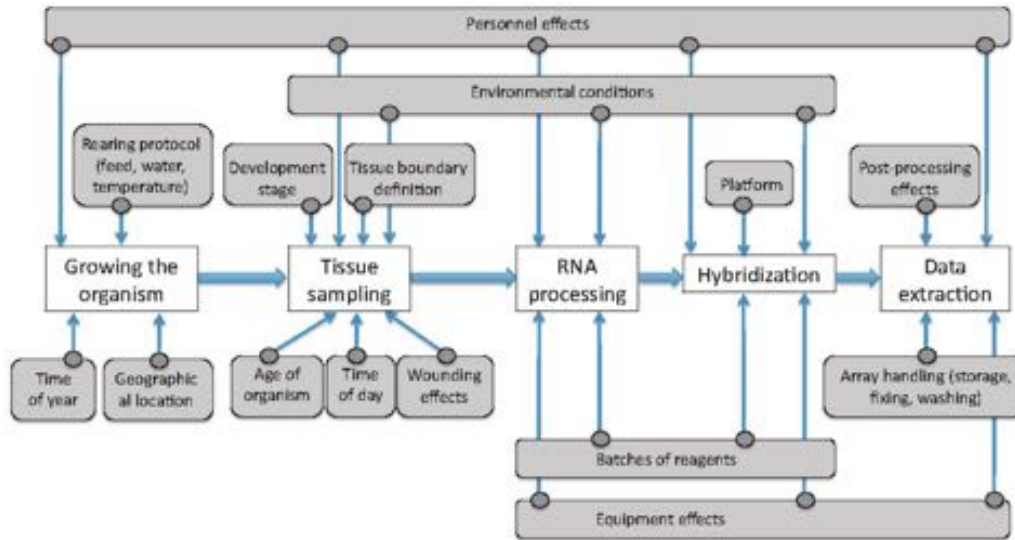 Personnel effects
Environmental conditions
Rearing protocol
(feed, water,
temperature)
Development
stage
Tissue boundary
definition
Platform
Post-processing
effects
Growing the
organism
Tissue
sampling
RNA
processing
Hybridization
Data
extraction
Time
of year
Geographic
al location
Age of
organism
Time
of day
Wounding
effects
Array handling (storage,
fixing, washing)
Batches of reagents
Equipment effects